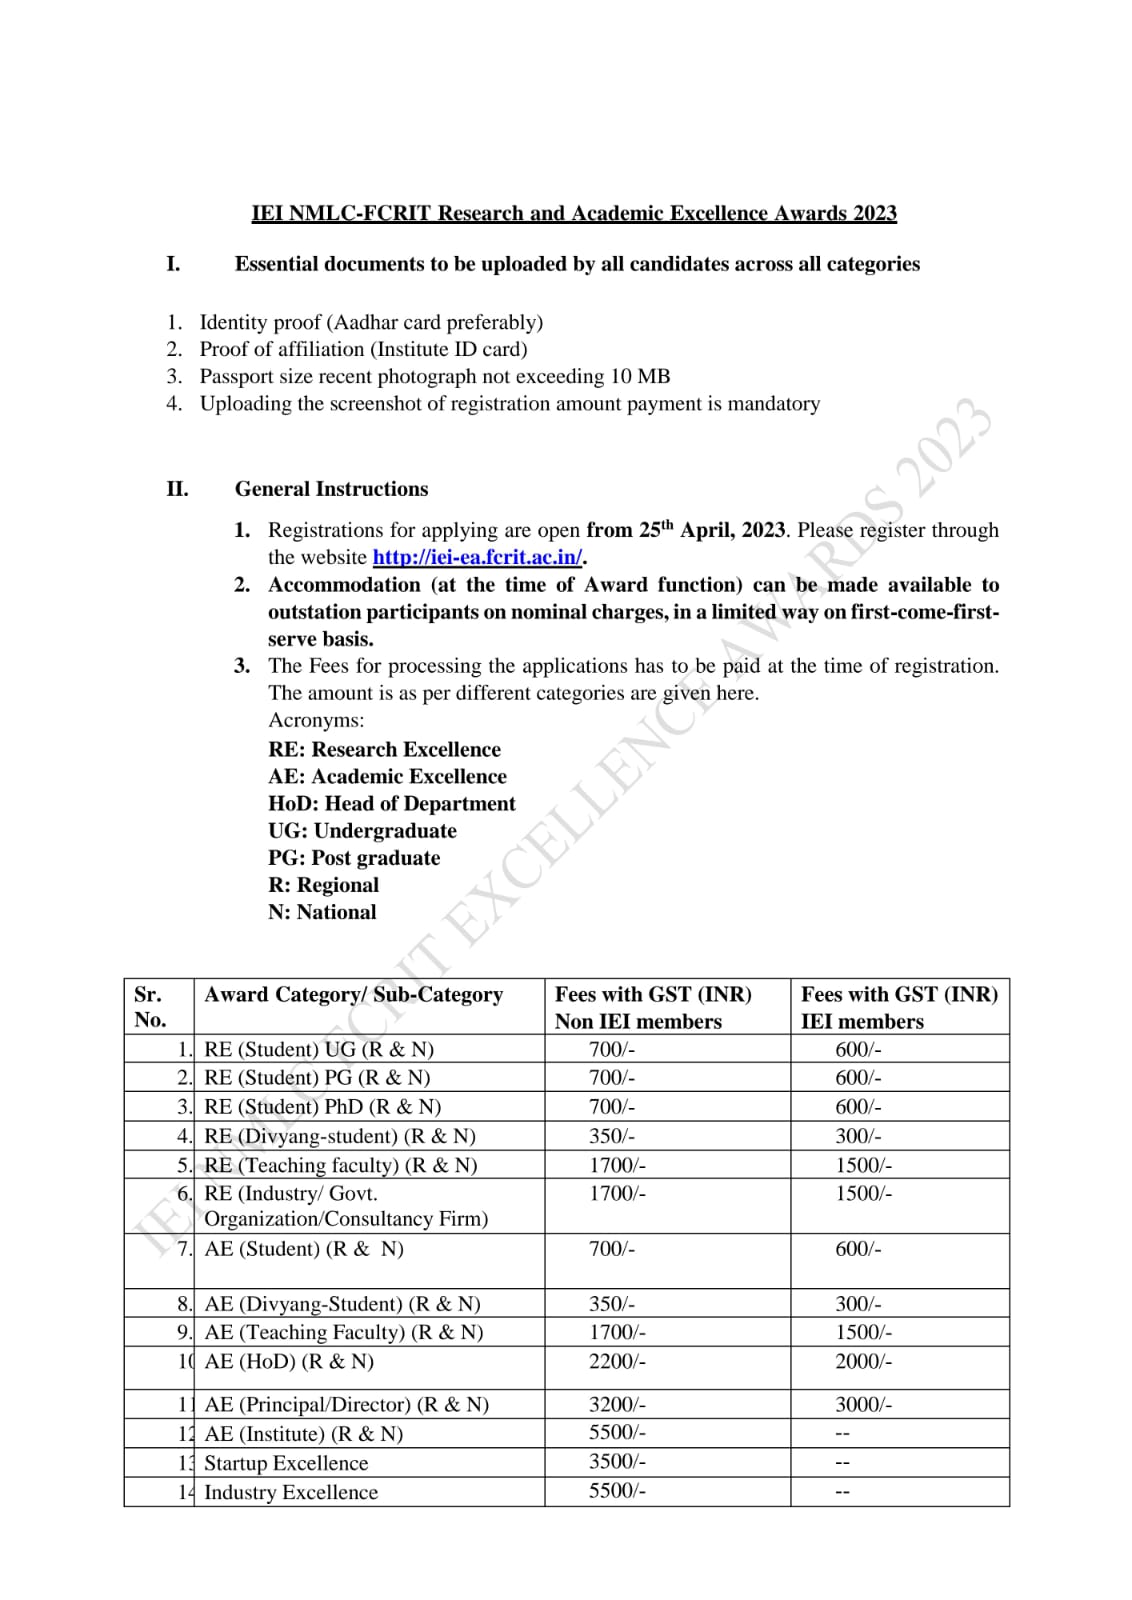 IEI NMLC-FCRIT Research and Academic Excellence Awards 2023
I. Essential documents to be uploaded by all candidates across all categories
1. Identity proof (Aadhar card preferably)
2. Proof of affiliation (Institute ID card)
3. Passport size recent photograph not exceeding 10 MB
4. Uploading the screenshot of registration amount payment is mandatory
II. General Instructions
1. Registrations for applying are open from 25th April, 2023. Please register through
the website http://iei-ea.fcrit.ac.in/.
2. Accommodation (at the time of Award function) can be made available to
outstation participants on nominal charges, in a limited way on first-come-first-
serve basis.
3. The Fees for processing the applications has to be paid at the time of registration.
The amount is as per different categories are given here.
Acronyms:
RE: Research Excellence
AE: Academic Excellence
HoD: Head of Department
UG: Undergraduate
PG: Post graduate
R: Regional
N: National
Sr. Award Category/ Sub-Category Fees with GST (INR) Fees with GST (INR)
No. Non IEI members IEI members
1. RE (Student) UG (R & N) 700/- 600/-
2. RE (Student) PG (R & N) 700/- 600/-
3. RE (Student) PhD (R & N) 700/- 600/-
4. RE (Divyang-student) (R & N) 350/- 300/-
5. RE (Teaching faculty) (R & N) 1700/- 1500/-
6. RE (Industry/ Govt. 1700/- 1500/-
Organization/Consultancy Firm)
7. AE (Student) (R & N) 700/- 600/-
8. AE (Divyang-Student) (R & N) 350/- 300/-
9. AE (Teaching Faculty) (R & N) 1700/- 1500/-
10 AE (HoD) (R & N) 2200/- 2000/-
11 AE (Principal/Director) (R & N) 3200/- 3000/-
12 AE (Institute) (R & N) 5500/- --
13 Startup Excellence 3500/- --
14 Industry Excellence 5500/- --
IEI NMLC FCRIT EXCELLENCE AWARDS 2023